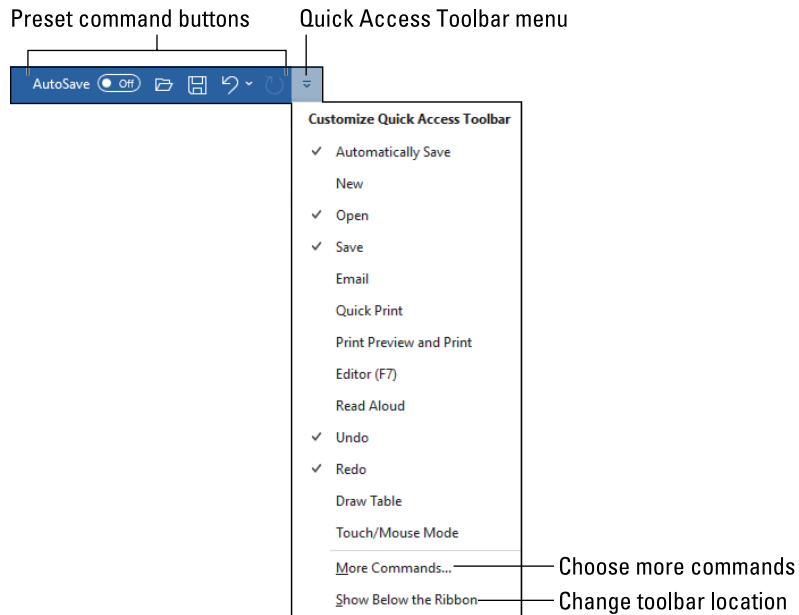 Preset command buttons
Quick Access Toolbar menu
AutoSave Off
Customize Quick Access Toolbar
Automatically Save
New
Open
Save
Email
Quick Print
Print Preview and Print
Editor (F7)
Read Aloud
Undo
Redo
Draw Table
Touch/Mouse Mode
More Commands... Choose more commands
Show Below the Ribbon Change toolbar location